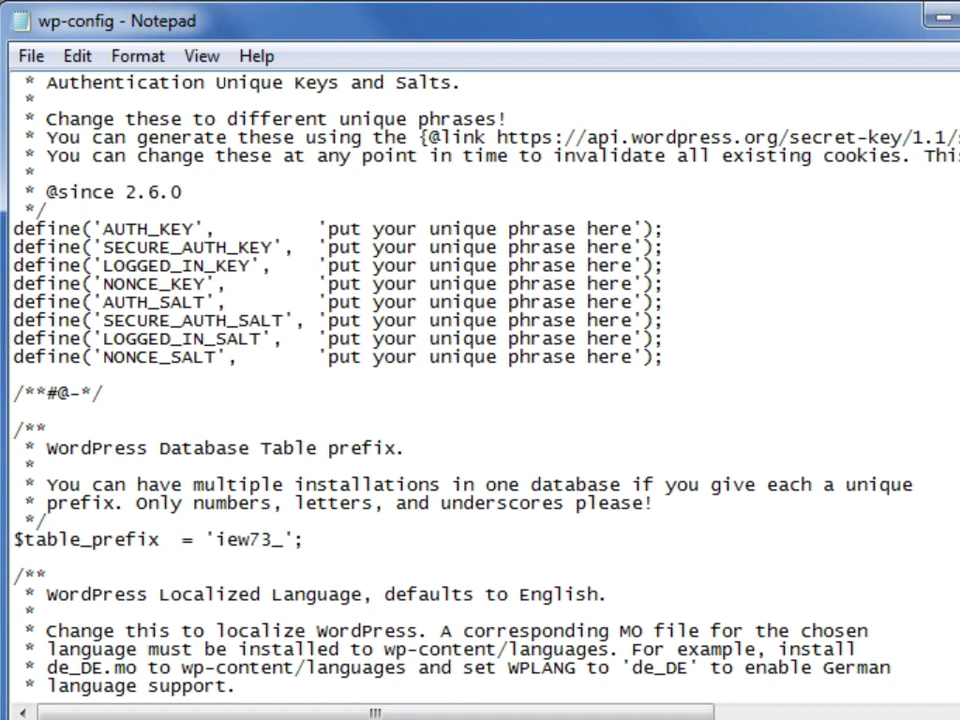 wp-config - Notepad
File Edit Format View Help
* Authentication Unique Keys and Salts.
*
* Change these to different unique phrases!
* You can generate these using the {@link https://api.wordpress.org/secret-key/1.1/
* You can change these at any point in time to invalidate all existing cookies. This
*
* @since 2.6.0
*/
define('AUTH_KEY',         'put your unique phrase here');
define('SECURE_AUTH_KEY',  'put your unique phrase here');
define('LOGGED_IN_KEY',    'put your unique phrase here');
define('NONCE_KEY',        'put your unique phrase here');
define('AUTH_SALT',        'put your unique phrase here');
define('SECURE_AUTH_SALT', 'put your unique phrase here');
define('LOGGED_IN_SALT',   'put your unique phrase here');
define('NONCE_SALT',       'put your unique phrase here');
/**#@-*/
/**
* WordPress Database Table prefix.
*
* You can have multiple installations in one database if you give each a unique
* prefix. Only numbers, letters, and underscores please!
*/
$table_prefix  = 'iew73_';
/**
* WordPress Localized Language, defaults to English.
*
* Change this to localize WordPress. A corresponding MO file for the chosen
* language must be installed to wp-content/languages. For example, install
* de_DE.mo to wp-content/languages and set WPLANG to 'de_DE' to enable German
* language support.